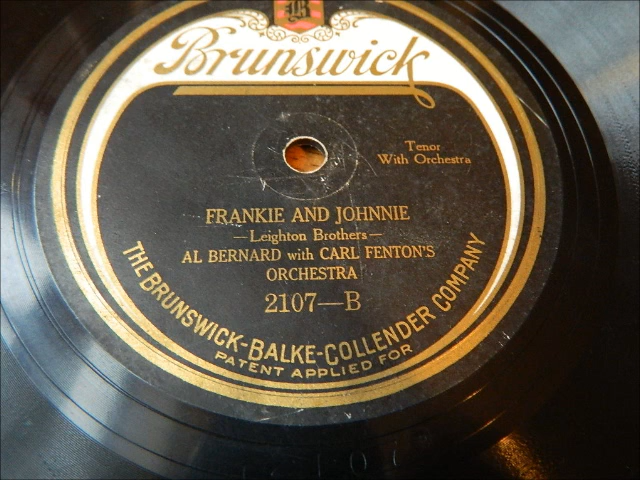 B
Brunswick
Tenor
With Orchestra
FRANKIE AND JOHNNIE
—Leighton Brothers—
AL BERNARD with CARL FENTON'S
ORCHESTRA
2107—B
THE BRUNSWICK-BALKE-COLLENDER COMPANY
PATENT APPLIED FOR